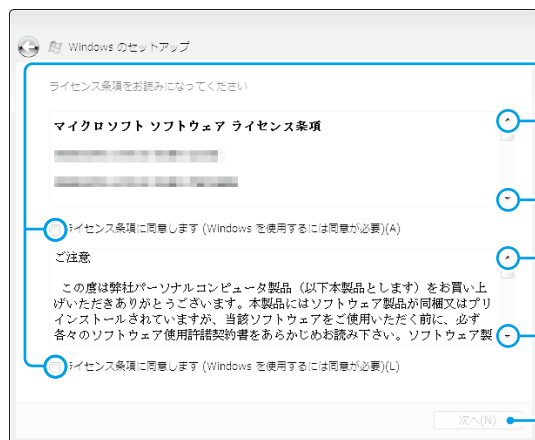 Windows のセットアップ
ライセンス条項をお読みになってください
マイクロソフト ソフトウェア ライセンス条項
ライセンス条項に同意します (Windows を使用するには同意が必要)(A)
ご注意
この度は弊社パーソナルコンピュータ製品（以下本製品とします）をお買い上
げいただきありがとうございます。本製品にはソフトウェア製品が同梱又はプリ
インストールされていますが、当該ソフトウェアをご使用いただく前に、必ず
各々のソフトウェア使用許諾契約書をあらかじめお読み下さい。ソフトウェア製
ライセンス条項に同意します (Windows を使用するには同意が必要)(L)
次へ(N)